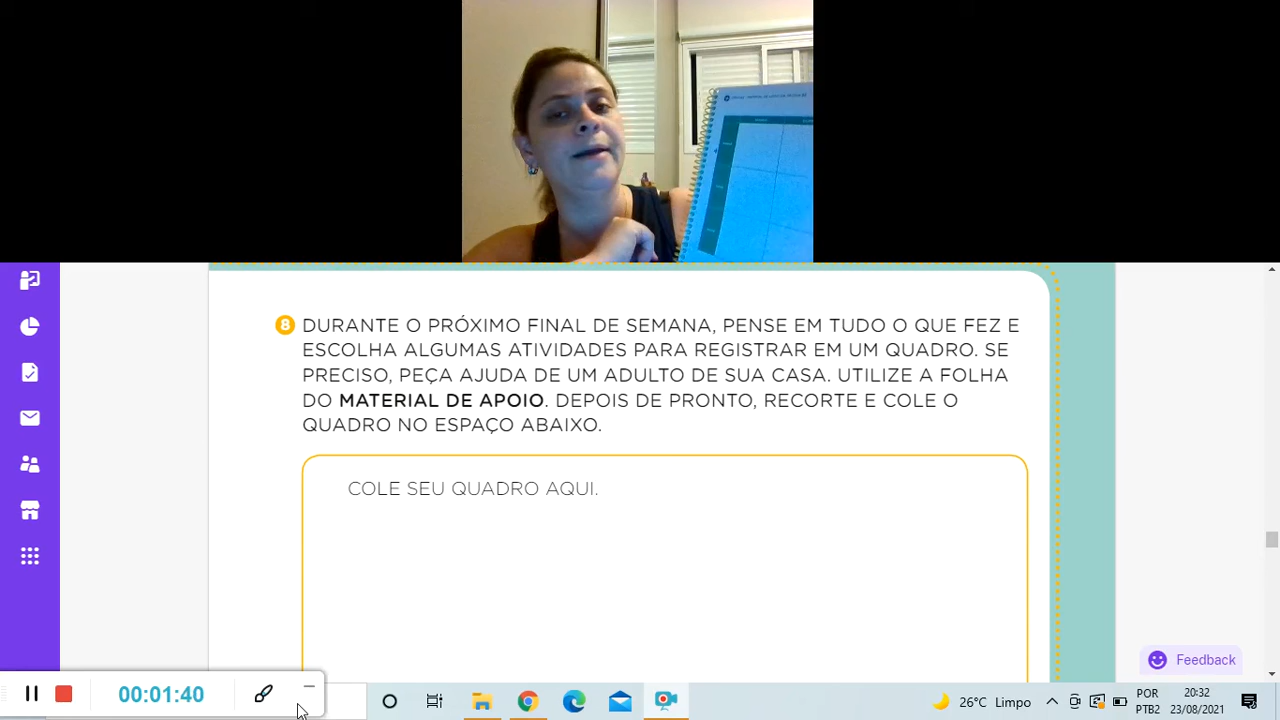 8 DURANTE O PRÓXIMO FINAL DE SEMANA, PENSE EM TUDO O QUE FEZ E
ESCOLHA ALGUMAS ATIVIDADES PARA REGISTRAR EM UM QUADRO. SE
PRECISO, PEÇA AJUDA DE UM ADULTO DE SUA CASA. UTILIZE A FOLHA
DO MATERIAL DE APOIO. DEPOIS DE PRONTO, RECORTE E COLE O
QUADRO NO ESPAÇO ABAIXO.
COLE SEU QUADRO AQUI.
Feedback
00:01:40
26°C Limpo
POR
PTB2
20:32
23/08/2021